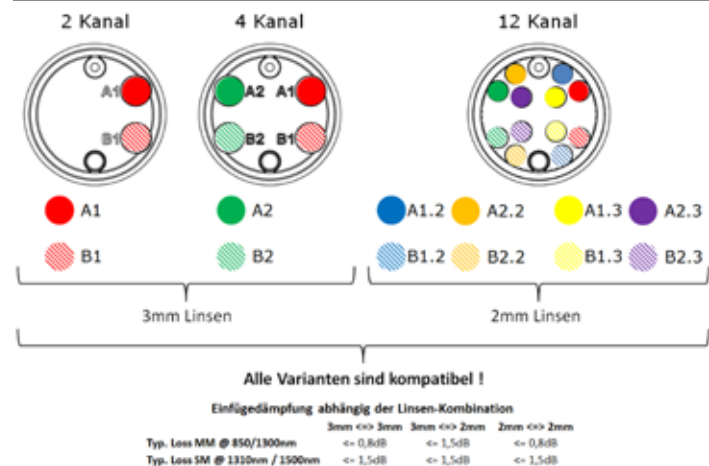 2 Kanal 4 Kanal 12 Kanal
A1 A2 A1
B1 B2 B1
A1 A2 A1.2 A2.2 A1.3 A2.3
B1 B2 B1.2 B2.2 B1.3 B2.3
3mm Linsen 2mm Linsen
Alle Varianten sind kompatibel !
Einfügedämpfung abhängig der Linsen-Kombination
3mm <=> 3mm 3mm <=> 2mm 2mm <=> 2mm
Typ. Loss MM @ 850/1300nm <= 0,8dB <= 1,5dB <= 0,8dB
Typ. Loss SM @ 1310nm / 1500nm <= 1,5dB <= 1,5dB <= 1,5dB